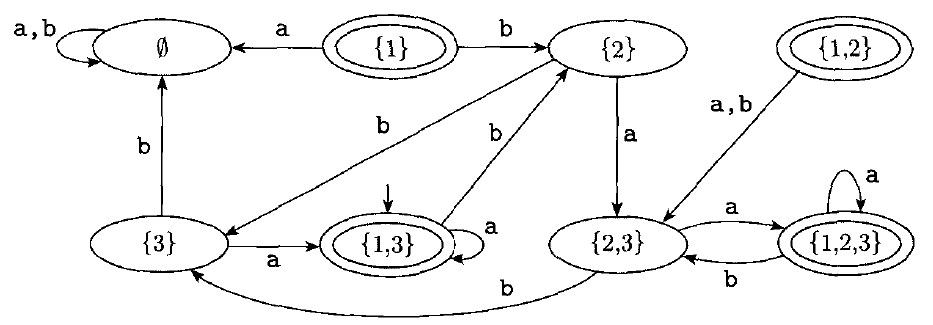 a,b ∅ a {1} b {2} {1,2}
b b b a a,b a
{3} a {1,3} a {2,3} a {1,2,3}
b b